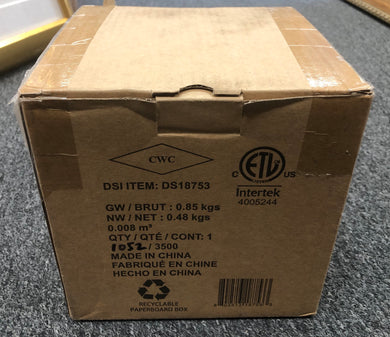 CWC
DSI ITEM: DS18753
GW / BRUT : 0.85 kgs
NW / NET : 0.48 kgs
0.008 m³
QTY / QTÉ / CONT: 1
1052 / 3500
MADE IN CHINA
FABRIQUÉ EN CHINE
HECHO EN CHINA
RECYCLABLE
PAPERBOARD BOX
C ETL US
Intertek
4005244